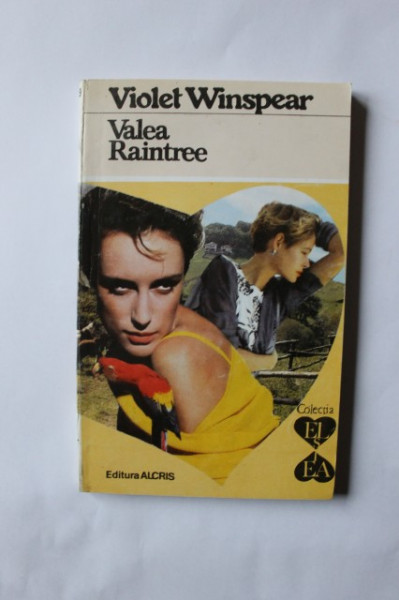 Violet Winspear
Valea
Raintree
Colecția
EL
ȘI
EA
Editura ALCRIS